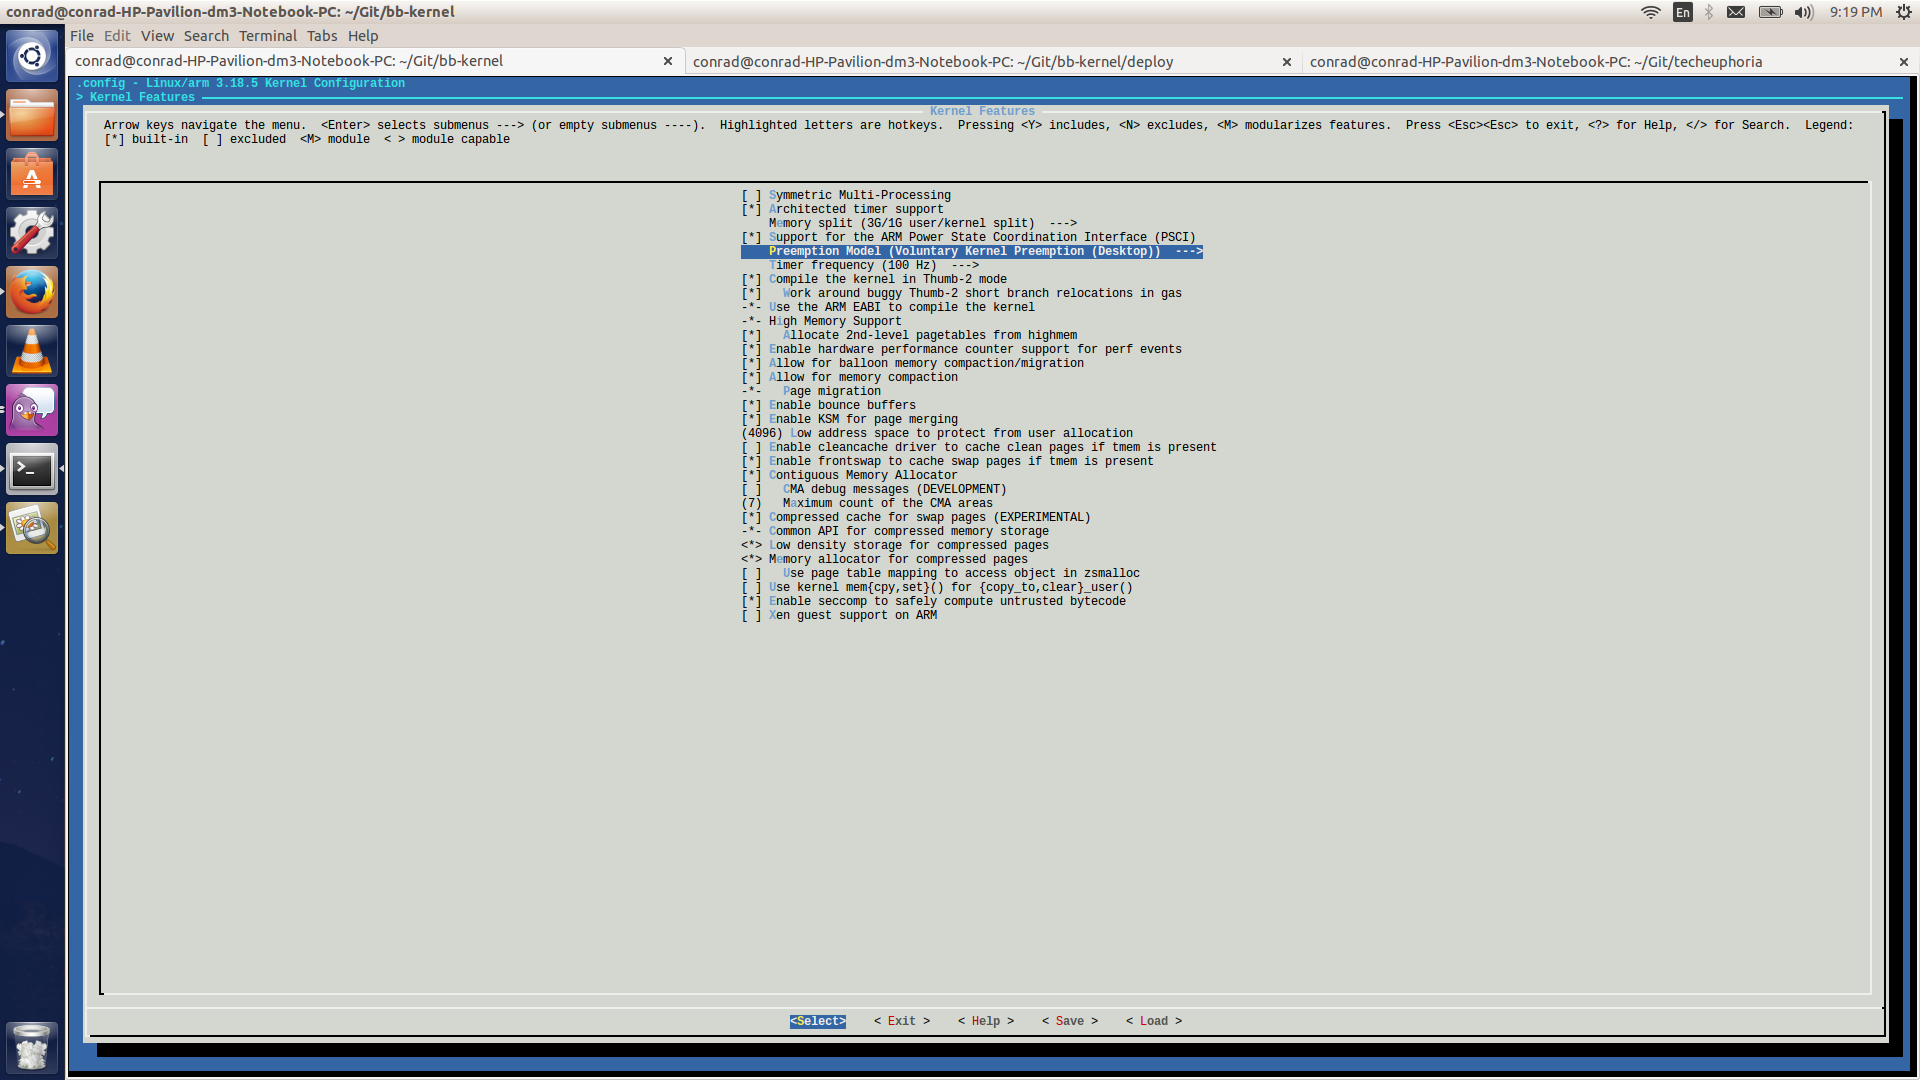 conrad@conrad-HP-Pavilion-dm3-Notebook-PC: ~/Git/bb-kernel
En
9:19 PM
File Edit View Search Terminal Tabs Help
conrad@conrad-HP-Pavilion-dm3-Notebook-PC: ~/Git/bb-kernel
conrad@conrad-HP-Pavilion-dm3-Notebook-PC: ~/Git/bb-kernel/deploy
conrad@conrad-HP-Pavilion-dm3-Notebook-PC: ~/Git/techeuphoria
.config - Linux/arm 3.18.5 Kernel Configuration
> Kernel Features
Kernel Features
Arrow keys navigate the menu.  <Enter> selects submenus ---> (or empty submenus ----).  Highlighted letters are hotkeys.  Pressing <Y> includes, <N> excludes, <M> modularizes features.  Press <Esc><Esc> to exit, <?> for Help, </> for Search.  Legend:
[*] built-in  [ ] excluded  <M> module  < > module capable
[ ] Symmetric Multi-Processing
[*] Architected timer support
    Memory split (3G/1G user/kernel split)  --->
[*] Support for the ARM Power State Coordination Interface (PSCI)
    Preemption Model (Voluntary Kernel Preemption (Desktop))  --->
    Timer frequency (100 Hz)  --->
[*] Compile the kernel in Thumb-2 mode
[*]   Work around buggy Thumb-2 short branch relocations in gas
-*- Use the ARM EABI to compile the kernel
-*- High Memory Support
[*]   Allocate 2nd-level pagetables from highmem
[*] Enable hardware performance counter support for perf events
[*] Allow for balloon memory compaction/migration
[*] Allow for memory compaction
-*-   Page migration
[*] Enable bounce buffers
[*] Enable KSM for page merging
(4096) Low address space to protect from user allocation
[ ] Enable cleancache driver to cache clean pages if tmem is present
[*] Enable frontswap to cache swap pages if tmem is present
[*] Contiguous Memory Allocator
[ ]   CMA debug messages (DEVELOPMENT)
(7)   Maximum count of the CMA areas
[*] Compressed cache for swap pages (EXPERIMENTAL)
-*- Common API for compressed memory storage
<*> Low density storage for compressed pages
<*> Memory allocator for compressed pages
[ ]   Use page table mapping to access object in zsmalloc
[ ] Use kernel mem{cpy,set}() for {copy_to,clear}_user()
[*] Enable seccomp to safely compute untrusted bytecode
[ ] Xen guest support on ARM
<Select>    < Exit >    < Help >    < Save >    < Load >